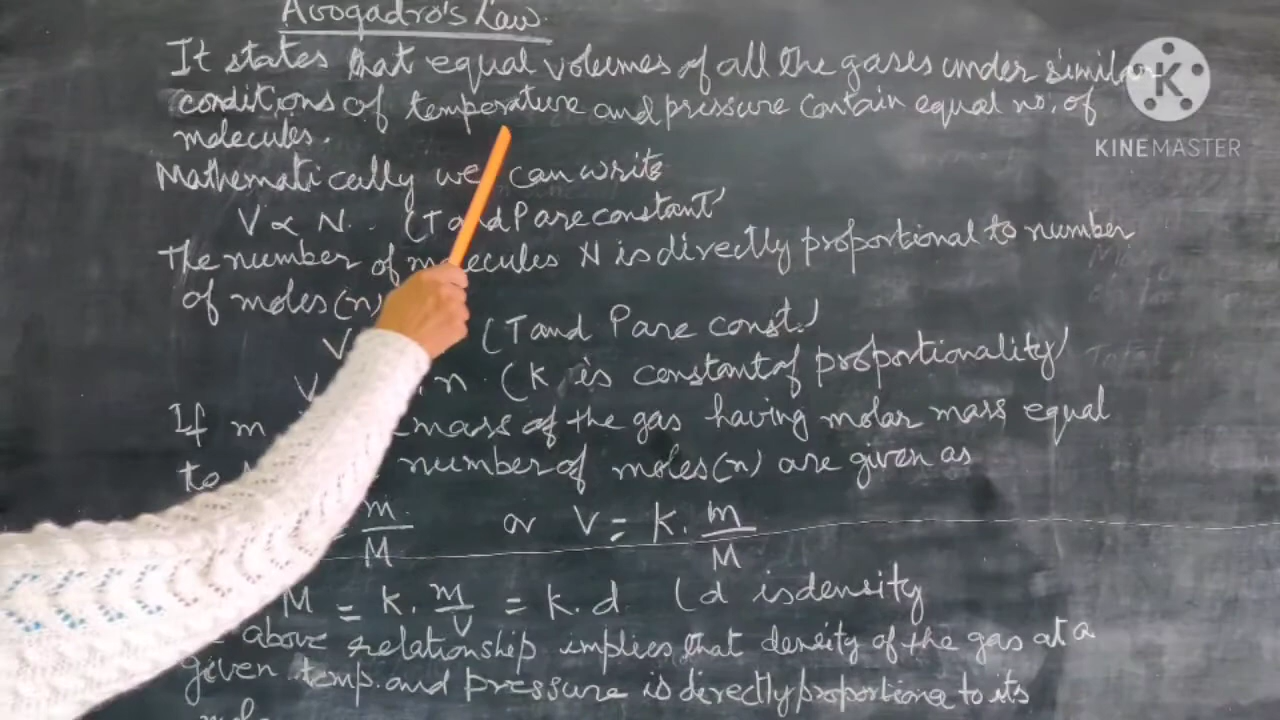 Avogadro's Law
It states that equal volumes of all the gases under similar
conditions of temperature and pressure contain equal no. of
molecules.
Mathematically we can write
V ∝ N.. (T and P are constant)
The number of molecules N is directly proportional to number
of moles (n)
V (T and P are const.)
V . n. (K is constant of proportionality)
If m mass of the gas having molar mass equal
to number of moles (n) are given as
= m/M or V = K. m/M
M = K. m/V = K. d (d is density
above relationship implies that density of the gas at a
given temp. and pressure is directly proportional to its
KINEMASTER